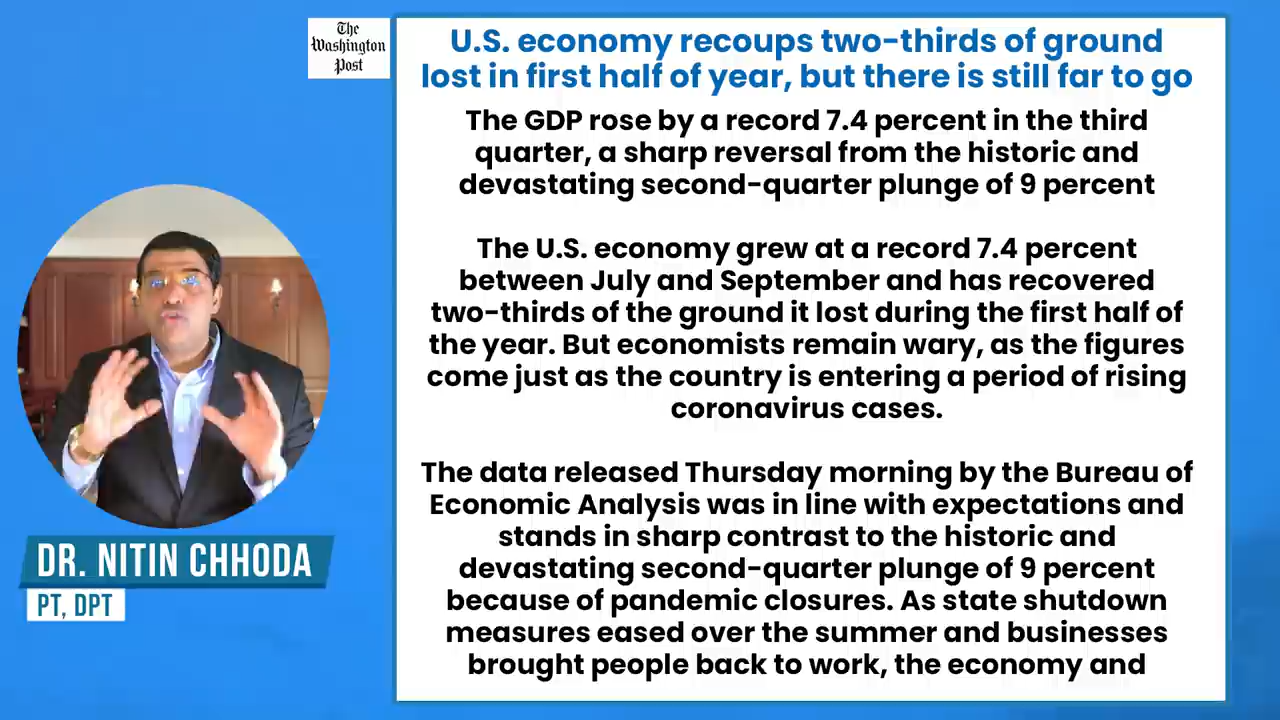 The
Washington
Post
U.S. economy recoups two-thirds of ground
lost in first half of year, but there is still far to go
The GDP rose by a record 7.4 percent in the third
quarter, a sharp reversal from the historic and
devastating second-quarter plunge of 9 percent
The U.S. economy grew at a record 7.4 percent
between July and September and has recovered
two-thirds of the ground it lost during the first half of
the year. But economists remain wary, as the figures
come just as the country is entering a period of rising
coronavirus cases.
The data released Thursday morning by the Bureau of
Economic Analysis was in line with expectations and
stands in sharp contrast to the historic and
devastating second-quarter plunge of 9 percent
because of pandemic closures. As state shutdown
measures eased over the summer and businesses
brought people back to work, the economy and
DR. NITIN CHHODA
PT, DPT